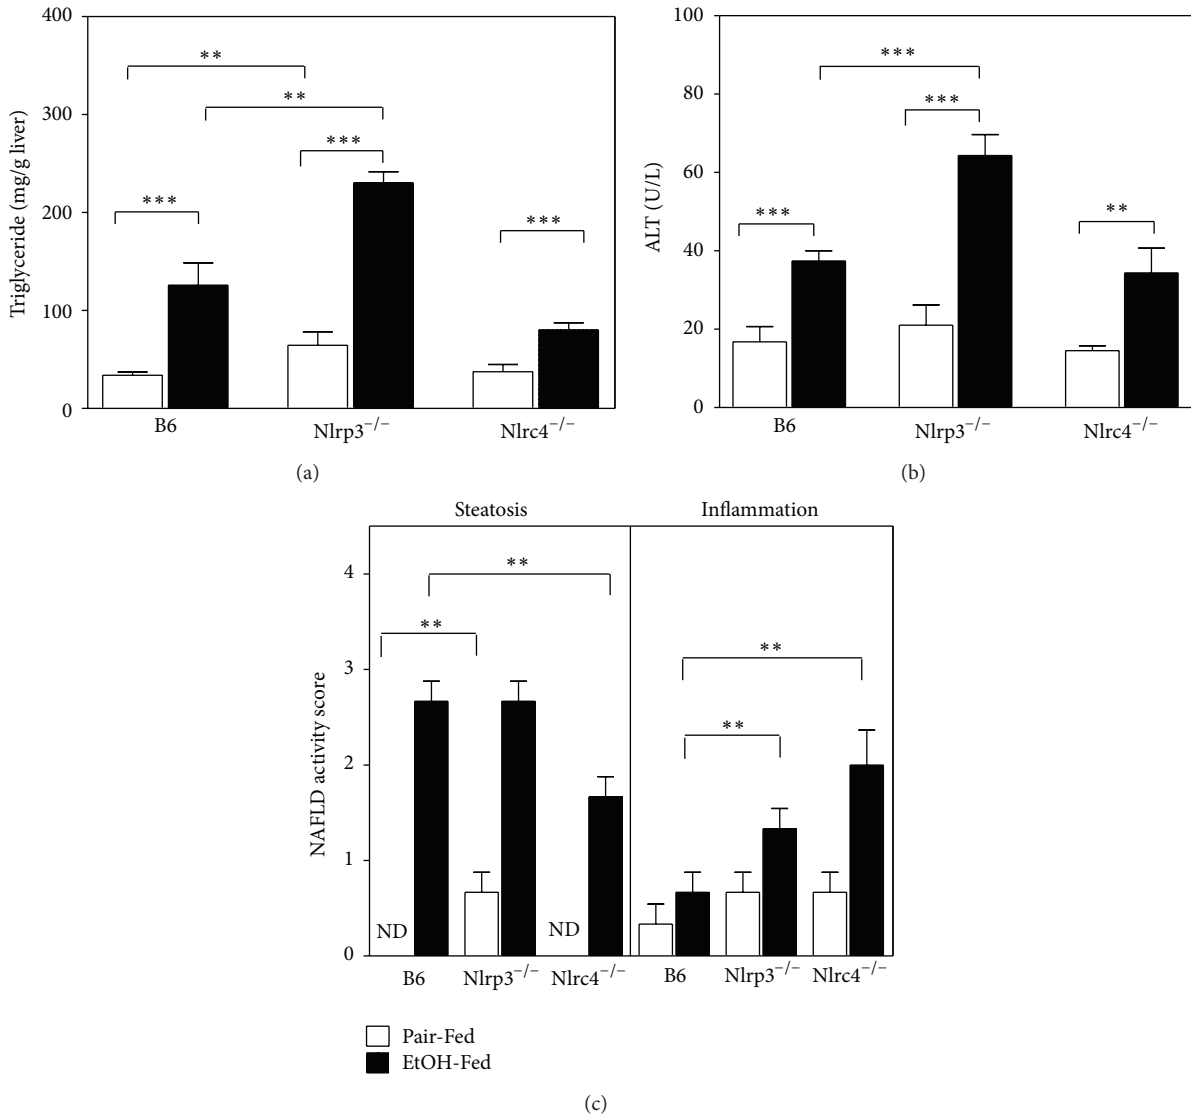 400
300
200
100
0
Triglyceride (mg/g liver)
**
**
***
***
***
B6
Nlrp3−/−
Nlrc4−/−
(a)
100
80
60
40
20
0
ALT (U/L)
***
***
***
**
B6
Nlrp3−/−
Nlrc4−/−
(b)
Steatosis
Inflammation
4
3
2
1
0
NAFLD activity score
**
**
**
**
ND
ND
B6
Nlrp3−/−
Nlrc4−/−
B6
Nlrp3−/−
Nlrc4−/−
Pair-Fed
EtOH-Fed
(c)